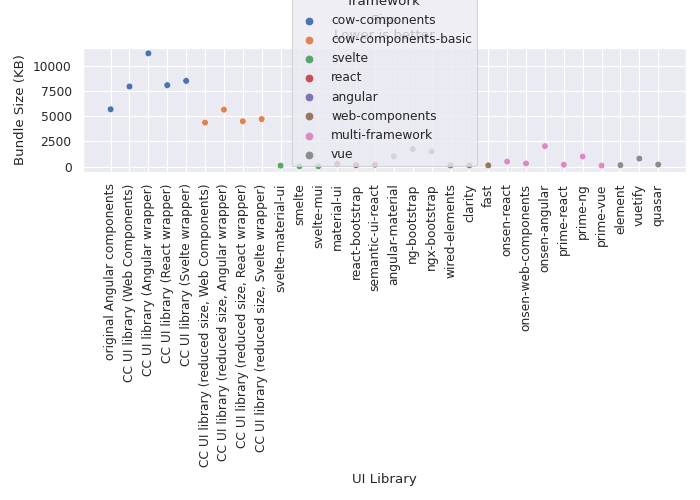 framework
Lower is better
cow-components
cow-components-basic
svelte
react
angular
web-components
multi-framework
vue
Bundle Size (KB)
10000
7500
5000
2500
0
original Angular components
CC UI library (Web Components)
CC UI library (Angular wrapper)
CC UI library (React wrapper)
CC UI library (Svelte wrapper)
CC UI library (reduced size, Web Components)
CC UI library (reduced size, Angular wrapper)
CC UI library (reduced size, React wrapper)
CC UI library (reduced size, Svelte wrapper)
svelte-material-ui
smelte
svelte-mui
material-ui
react-bootstrap
semantic-ui-react
angular-material
ng-bootstrap
ngx-bootstrap
wired-elements
clarity
fast
onsen-react
onsen-web-components
onsen-angular
prime-react
prime-ng
prime-vue
element
vuetify
quasar
UI Library